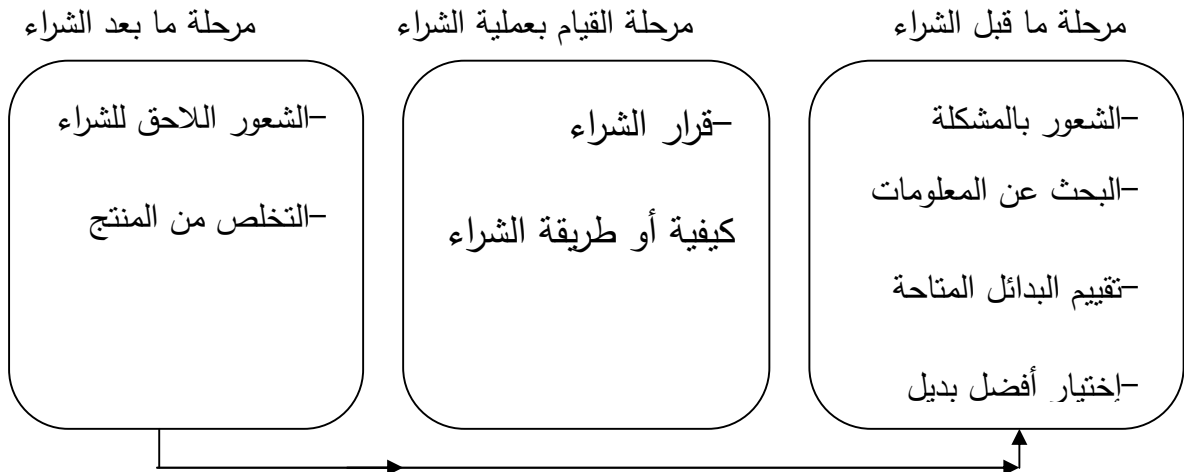 مرحلة ما قبل الشراء
-الشعور بالمشكلة
-البحث عن المعلومات
-تقييم البدائل المتاحة
-إختيار أفضل بديل
مرحلة القيام بعملية الشراء
-قرار الشراء
كيفية أو طريقة الشراء
مرحلة ما بعد الشراء
-الشعور اللاحق للشراء
-التخلص من المنتج